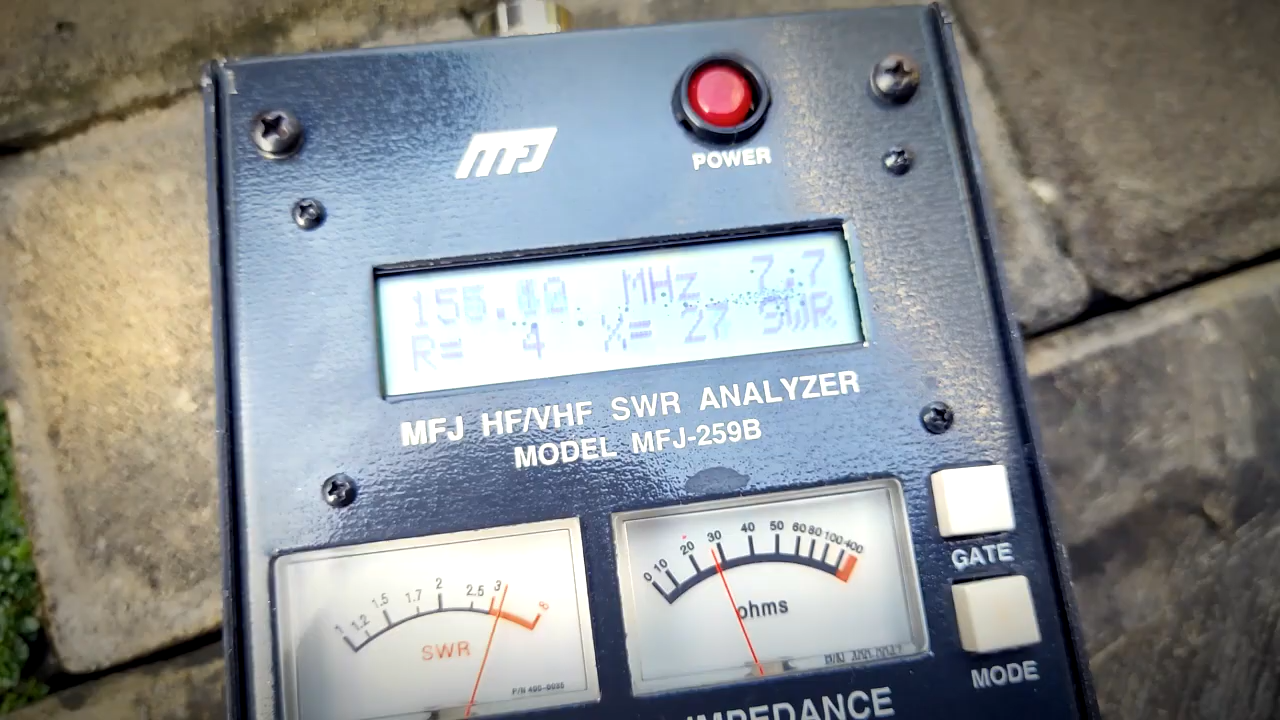 MFJ
POWER
MHz 7.7
R= 4 X= 27 SWR
MFJ HF/VHF SWR ANALYZER
MODEL MFJ-259B
0 10 20 30 40 50 60 80 100 400
ohms
GATE
1 1.2 1.5 1.7 2 2.5 3
SWR
MODE
IMPEDANCE